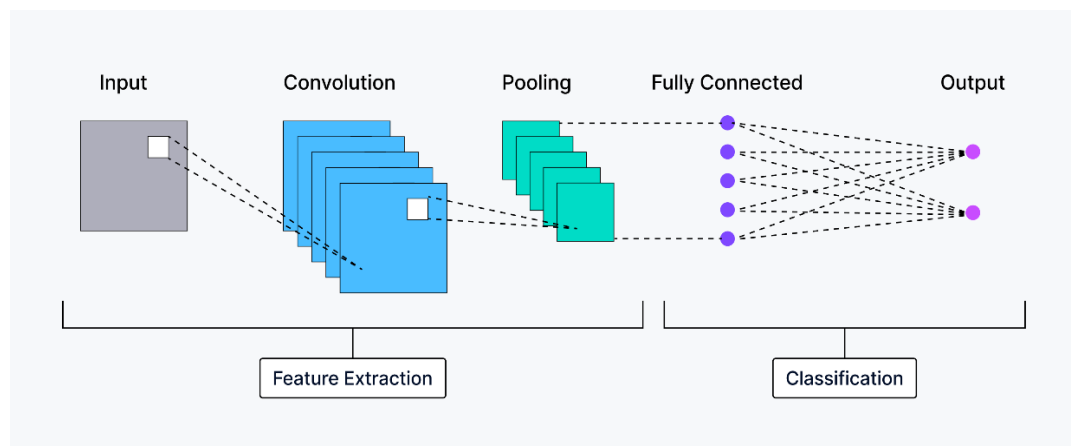 Input
Convolution
Pooling
Fully Connected
Output
Feature Extraction
Classification